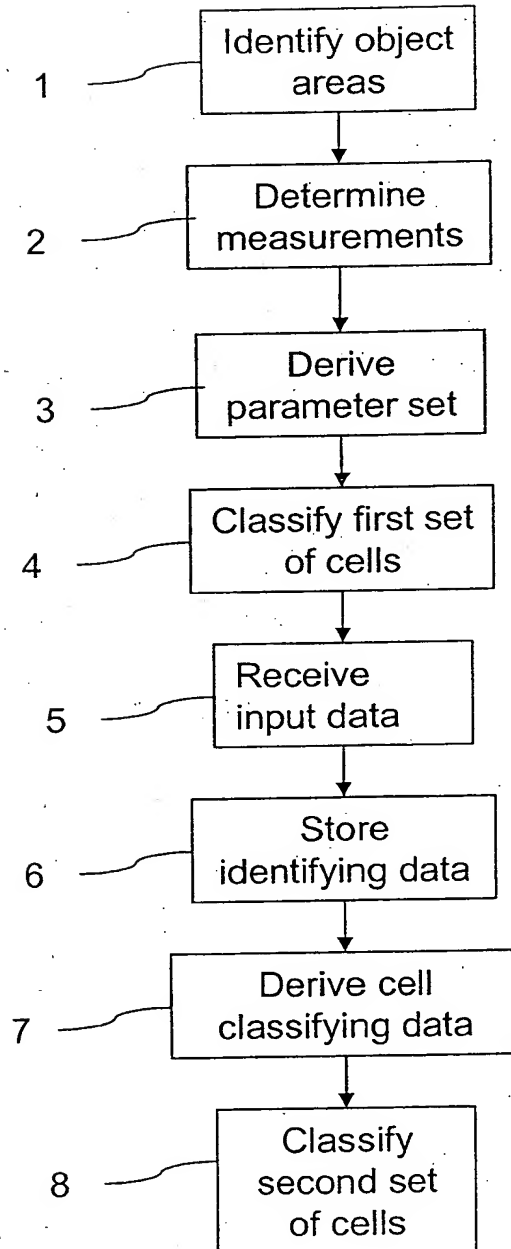 Identify object
areas
1
Determine
measurements
2
Derive
parameter set
3
Classify first set
of cells
4
Receive
input data
5
Store
identifying data
6
Derive cell
classifying data
7
Classify
second set
of cells
8